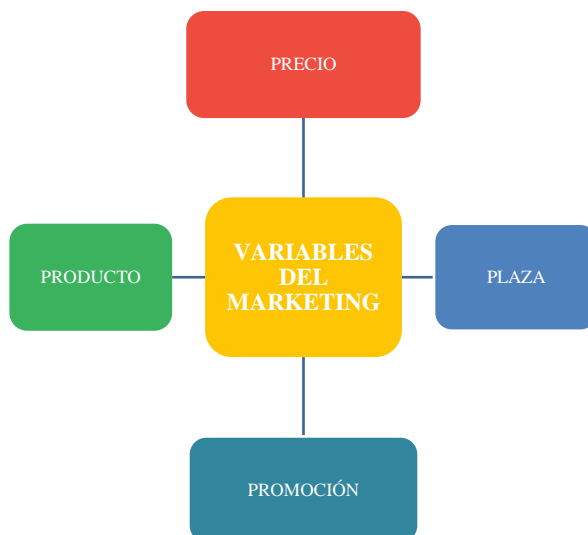 PRECIO
PRODUCTO
VARIABLES
DEL
MARKETING
PLAZA
PROMOCIÓN